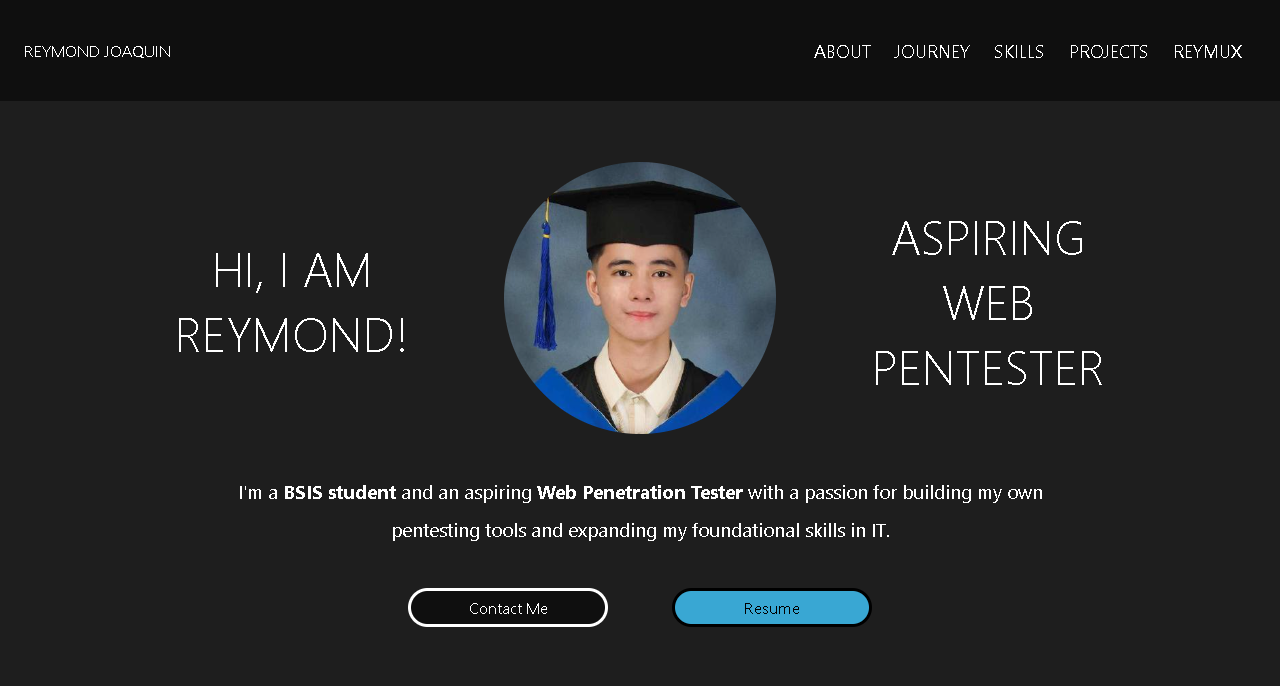 REYMOND JOAQUIN
ABOUT JOURNEY SKILLS PROJECTS REYMUX
HI, I AM
REYMOND!
ASPIRING
WEB
PENTESTER
I'm a BSIS student and an aspiring Web Penetration Tester with a passion for building my own
pentesting tools and expanding my foundational skills in IT.
Contact Me
Resume